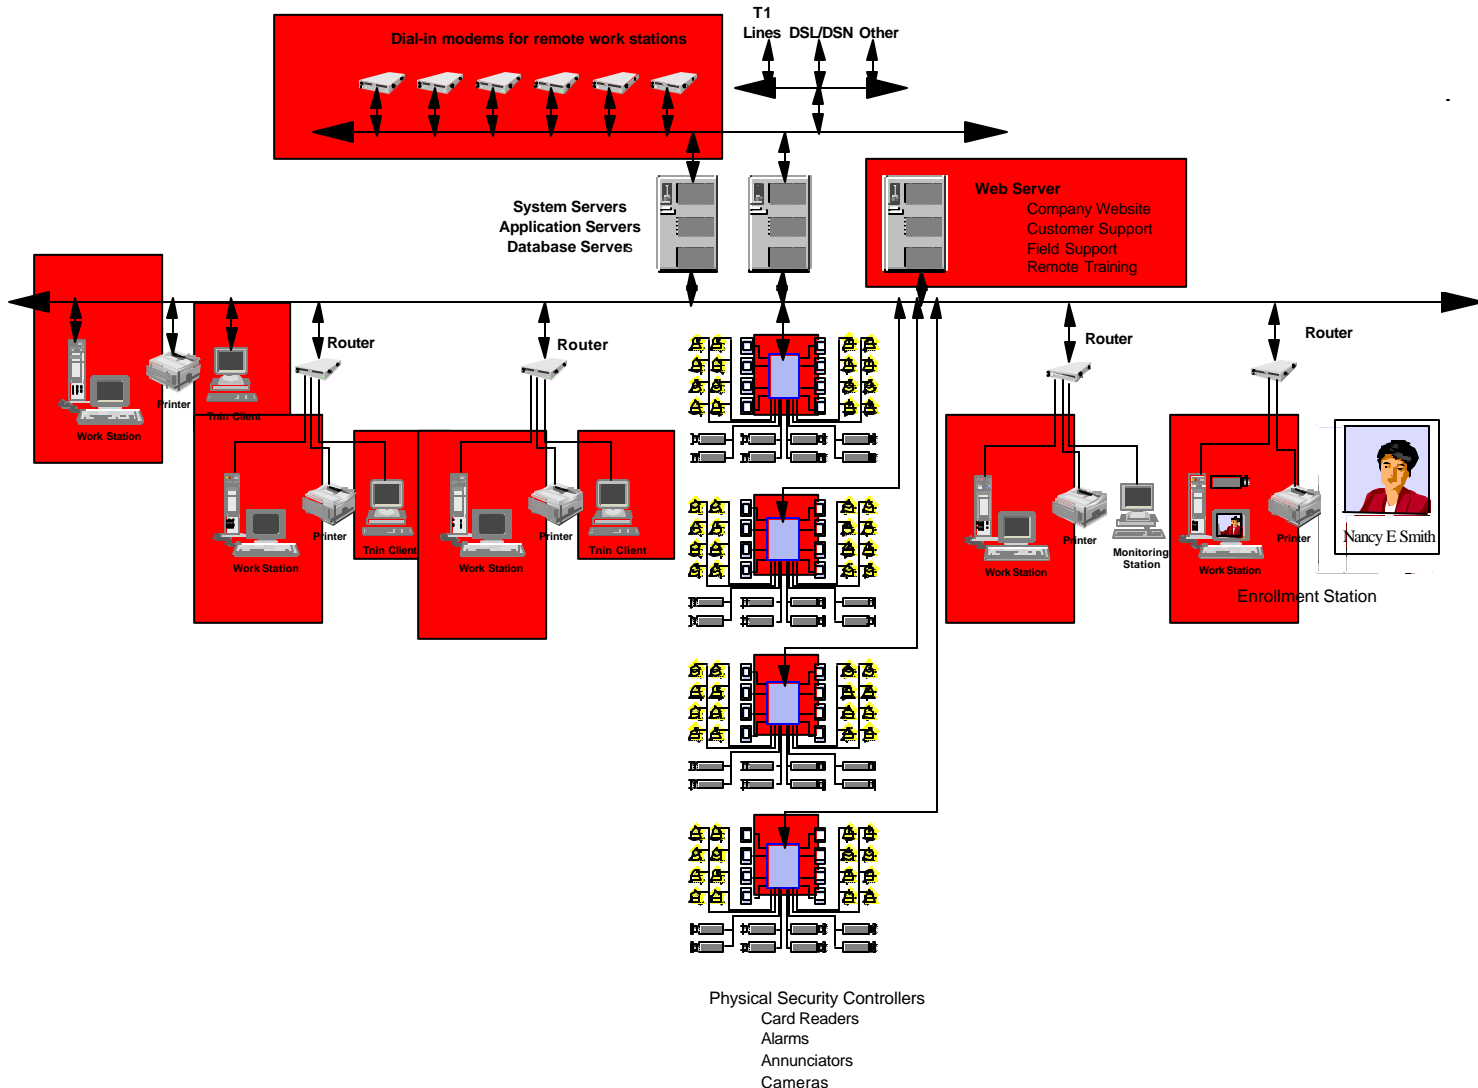 T1
Lines DSL/DSN Other
Dial-in modems for remote work stations
System Servers
Application Servers
Database Servers
Web Server
Company Website
Customer Support
Field Support
Remote Training
Router
Router
Router
Router
Printer
Thin Client
Work Station
Printer
Thin Client
Work Station
Printer
Thin Client
Work Station
Printer
Monitoring
Station
Work Station
Printer
Work Station
Nancy E Smith
Enrollment Station
Physical Security Controllers
Card Readers
Alarms
Annunciators
Cameras